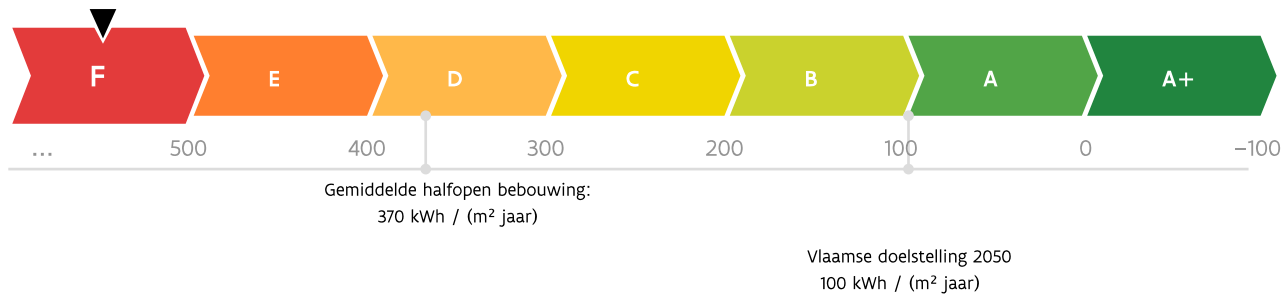 F E D C B A A+
... 500 400 300 200 100 0 –100
Gemiddelde halfopen bebouwing:
370 kWh / (m² jaar)
Vlaamse doelstelling 2050
100 kWh / (m² jaar)